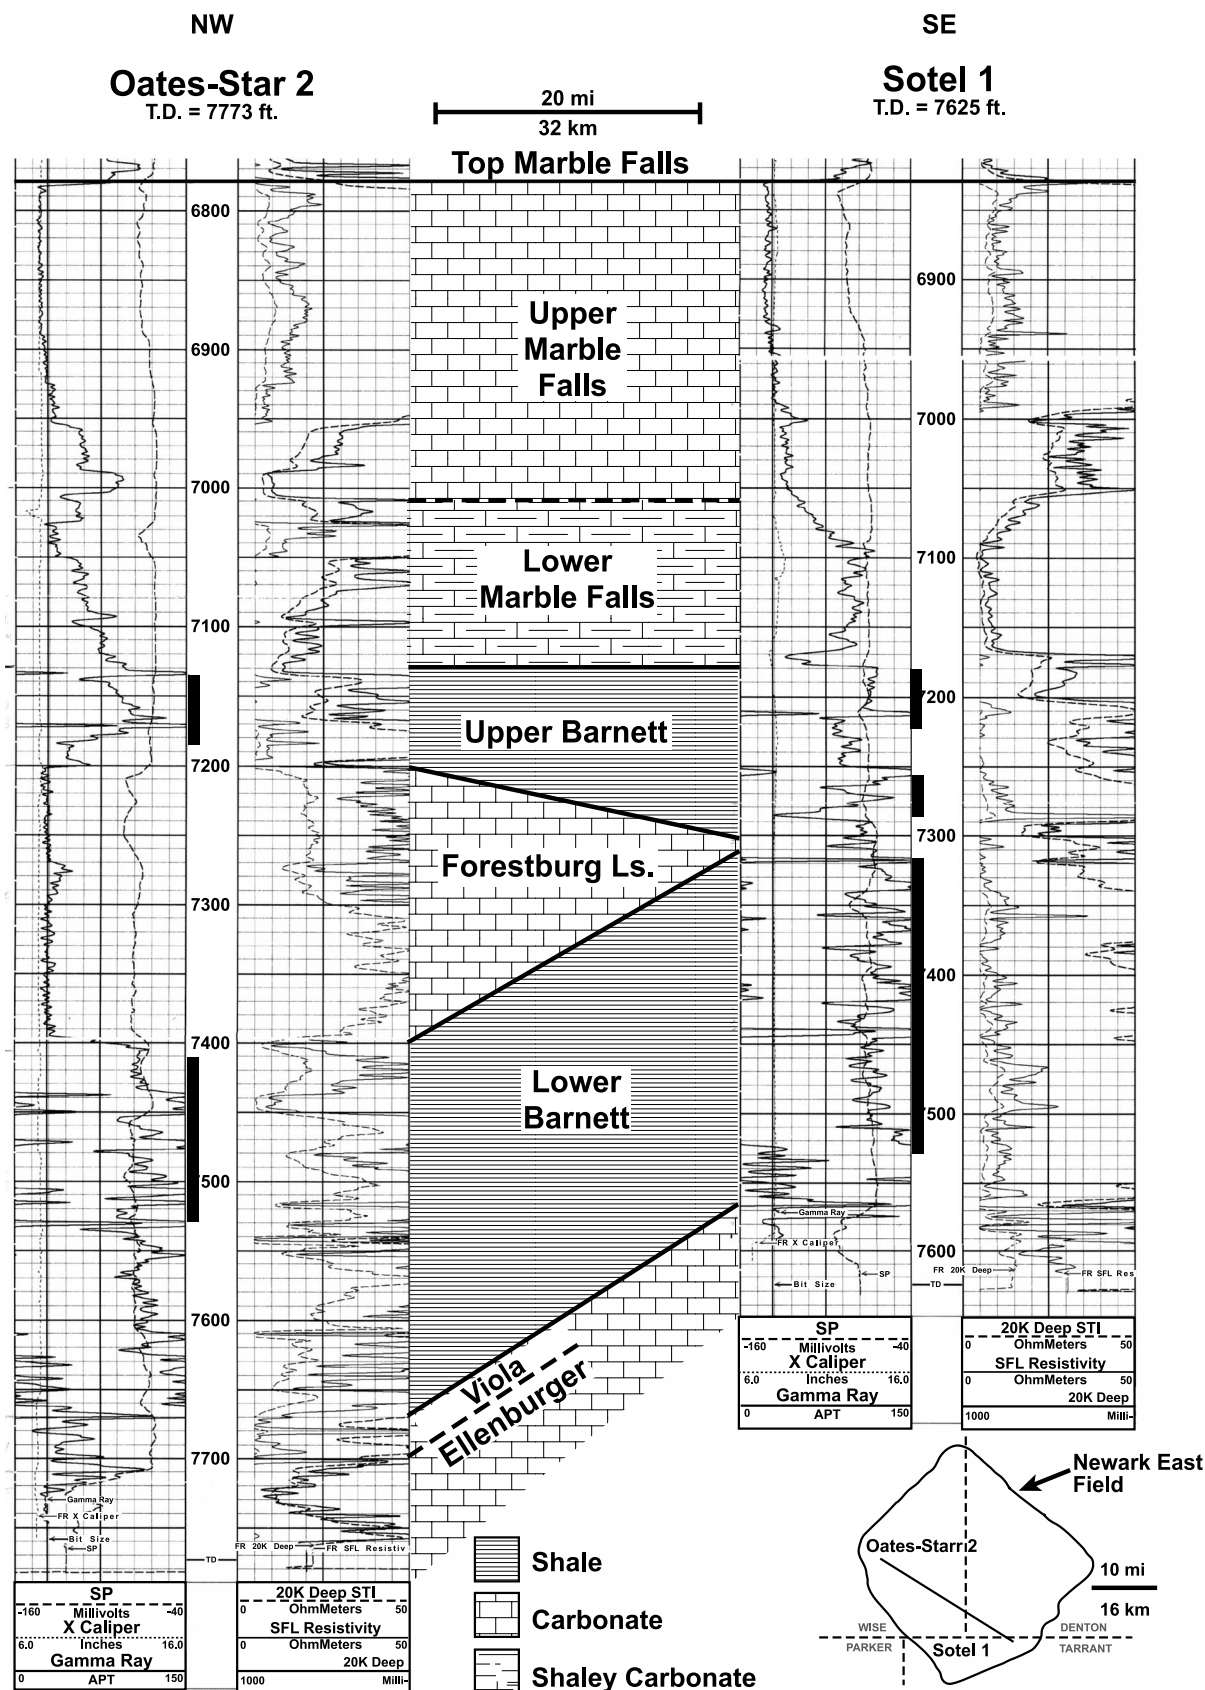 NW
SE
Oates-Star 2
T.D. = 7773 ft.
Sotel 1
T.D. = 7625 ft.
20 mi
32 km
Top Marble Falls
6800
6900
7000
7100
7200
7300
7400
7500
7600
7700
Upper
Marble
Falls
Lower
Marble Falls
Upper Barnett
Forestburg Ls.
Lower
Barnett
Viola
Ellenburger
6900
7000
7100
7200
7300
7400
7500
7600
Gamma Ray
FR X Caliper
Bit Size
SP
TD
FR 20K Deep
FR SFL Resistiv
Gamma Ray
FR X Caliper
Bit Size
SP
TD
FR 20K Deep
FR SFL Res
SP
-160 Millivolts -40
X Caliper
6.0 Inches 16.0
Gamma Ray
0 APT 150
20K Deep STI
0 OhmMeters 50
SFL Resistivity
0 OhmMeters 50
20K Deep
1000 Milli-
SP
-160 Millivolts -40
X Caliper
6.0 Inches 16.0
Gamma Ray
0 APT 150
20K Deep STI
0 OhmMeters 50
SFL Resistivity
0 OhmMeters 50
20K Deep
1000 Milli-
Shale
Carbonate
Shaley Carbonate
Newark East
Field
Oates-Starr 2
10 mi
16 km
WISE
DENTON
PARKER
TARRANT
Sotel 1